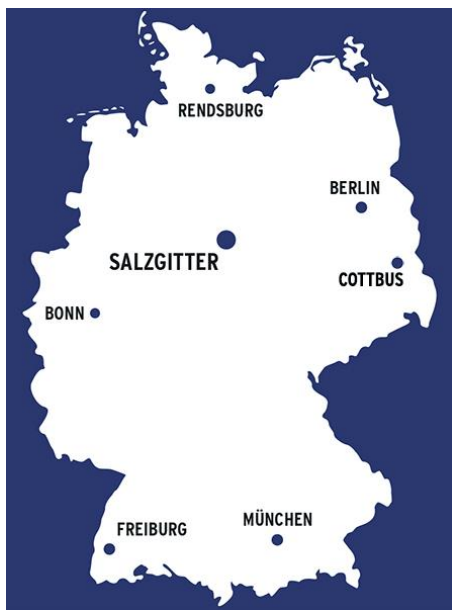 RENDSBURG
BERLIN
SALZGITTER
COTTBUS
BONN
MÜNCHEN
FREIBURG